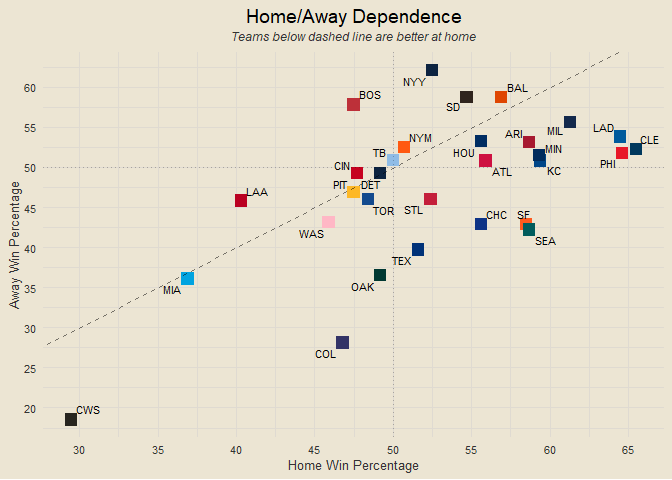 Home/Away Dependence
Teams below dashed line are better at home
Away Win Percentage
60
55
50
45
40
35
30
25
20
NYY
BOS
SD
BAL
NYM
TB
HOU
ARI
MIL
LAD
CLE
MIN
PHI
CIN
ATL
KC
PIT
DET
LAA
TOR
STL
WAS
CHC
SF
SEA
TEX
MIA
OAK
COL
CWS
30
35
40
45
50
55
60
65
Home Win Percentage